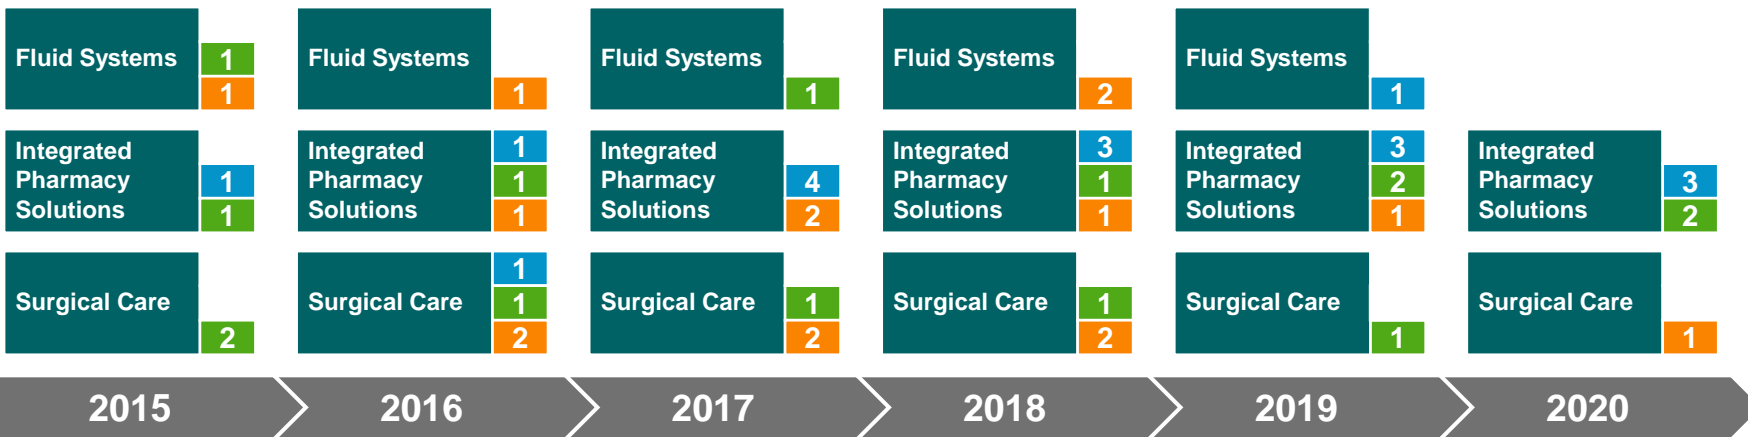 Fluid Systems
1
1
Fluid Systems
1
Fluid Systems
1
Fluid Systems
2
Fluid Systems
1
Integrated
Pharmacy
Solutions
1
1
Integrated
Pharmacy
Solutions
1
1
1
Integrated
Pharmacy
Solutions
4
2
Integrated
Pharmacy
Solutions
3
1
1
Integrated
Pharmacy
Solutions
3
2
1
Integrated
Pharmacy
Solutions
3
2
Surgical Care
2
Surgical Care
1
1
2
Surgical Care
1
2
Surgical Care
1
2
Surgical Care
1
Surgical Care
1
2015
2016
2017
2018
2019
2020